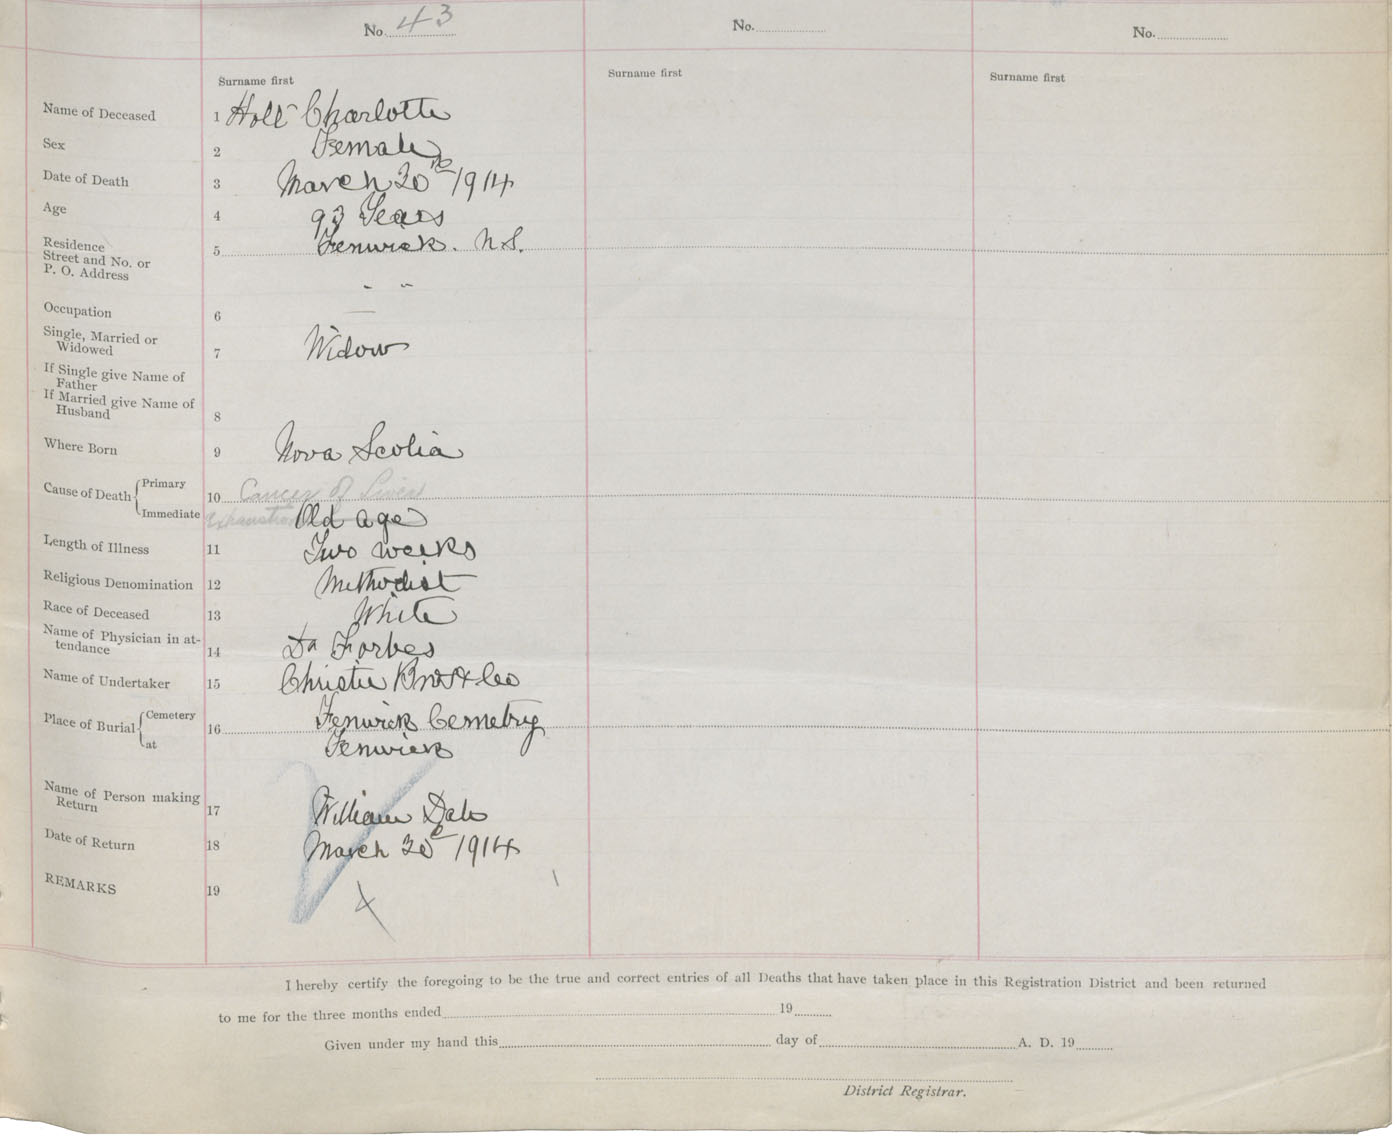 No. 43
No.
No.
Surname first
Surname first
Surname first
Name of Deceased 1 Holt Charlotte
Sex 2 Female
Date of Death 3 March 20th 1914
Age 4 93 Years
Residence
Street and No. or
P. O. Address 5 Fenwick. N.S.
" "
Occupation 6 —
Single, Married or
Widowed 7 Widow
If Single give Name of
Father
If Married give Name of
Husband 8
Where Born 9 Nova Scotia
Cause of Death { Primary 10 Cancer of Liver
Immediate Exhaustion Old age
Length of Illness 11 Two weeks
Religious Denomination 12 Methodist
Race of Deceased 13 White
Name of Physician in at-
tendance 14 Dr Forbes
Name of Undertaker 15 Christie Bros & Co
Place of Burial { Cemetery 16 Fenwick Cemetry
at Fenwick
Name of Person making
Return 17 William Dale
Date of Return 18 March 20 1914
REMARKS 19
I hereby certify the foregoing to be the true and correct entries of all Deaths that have taken place in this Registration District and been returned
to me for the three months ended 19
Given under my hand this day of A. D. 19
District Registrar.